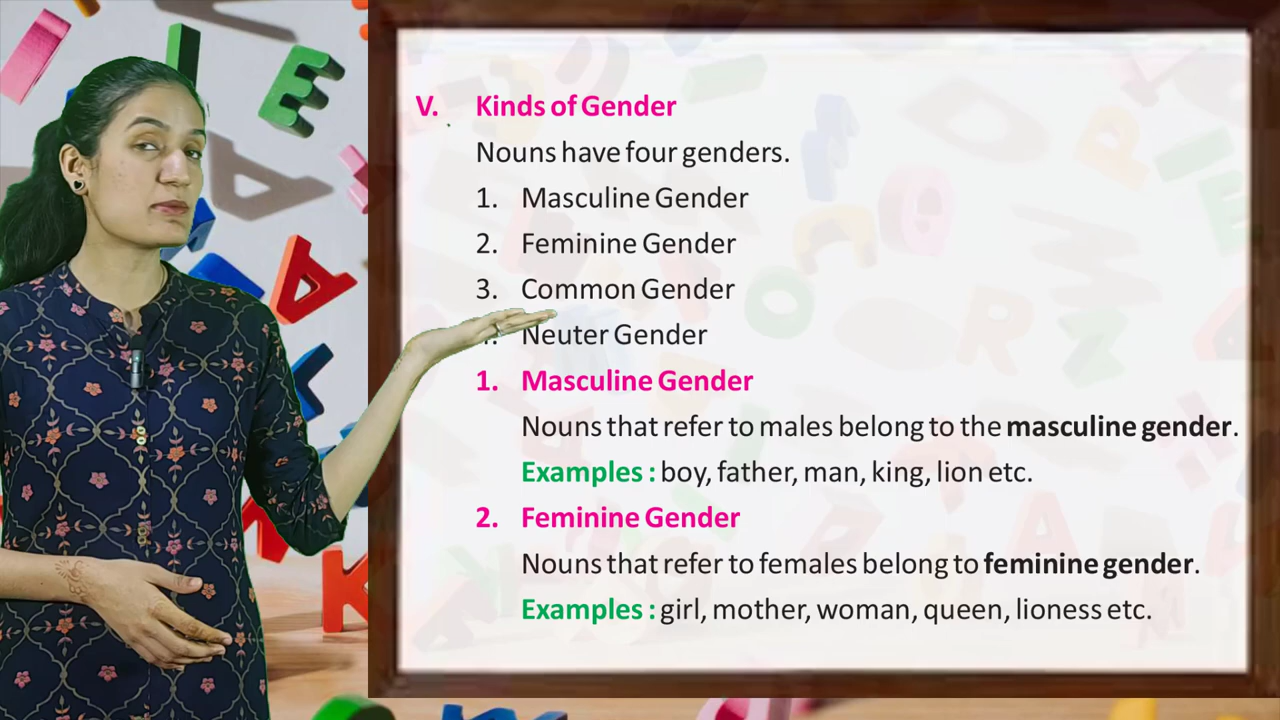 V. Kinds of Gender
Nouns have four genders.
1. Masculine Gender
2. Feminine Gender
3. Common Gender
Neuter Gender
1. Masculine Gender
Nouns that refer to males belong to the masculine gender.
Examples : boy, father, man, king, lion etc.
2. Feminine Gender
Nouns that refer to females belong to feminine gender.
Examples : girl, mother, woman, queen, lioness etc.